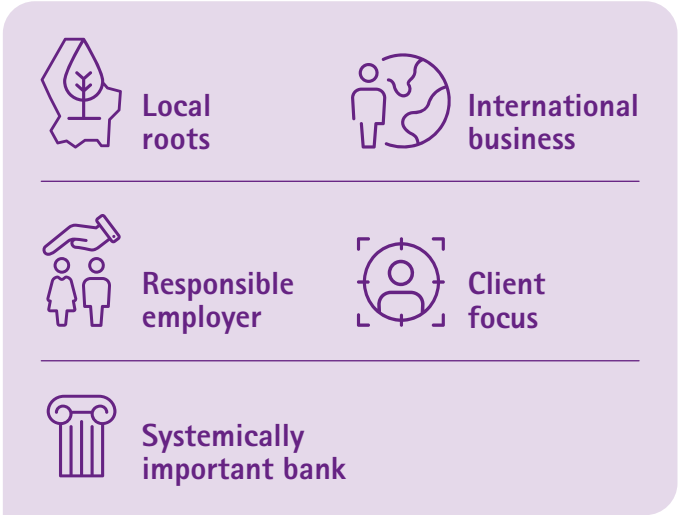 Local
roots
International
business
Responsible
employer
Client
focus
Systemically
important bank